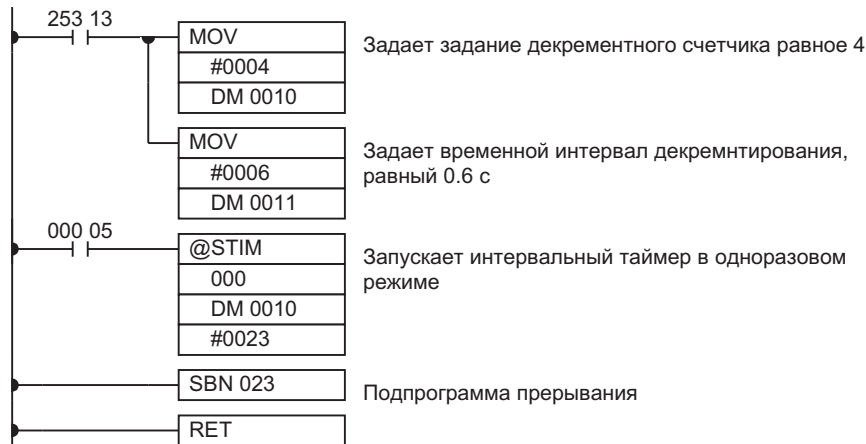 253 13
MOV
#0004
DM 0010
Задает задание декрементного счетчика равное 4
MOV
#0006
DM 0011
Задает временной интервал декремнтирования,
равный 0.6 с
000 05
@STIM
000
DM 0010
#0023
Запускает интервальный таймер в одноразовом
режиме
SBN 023
Подпрограмма прерывания
RET